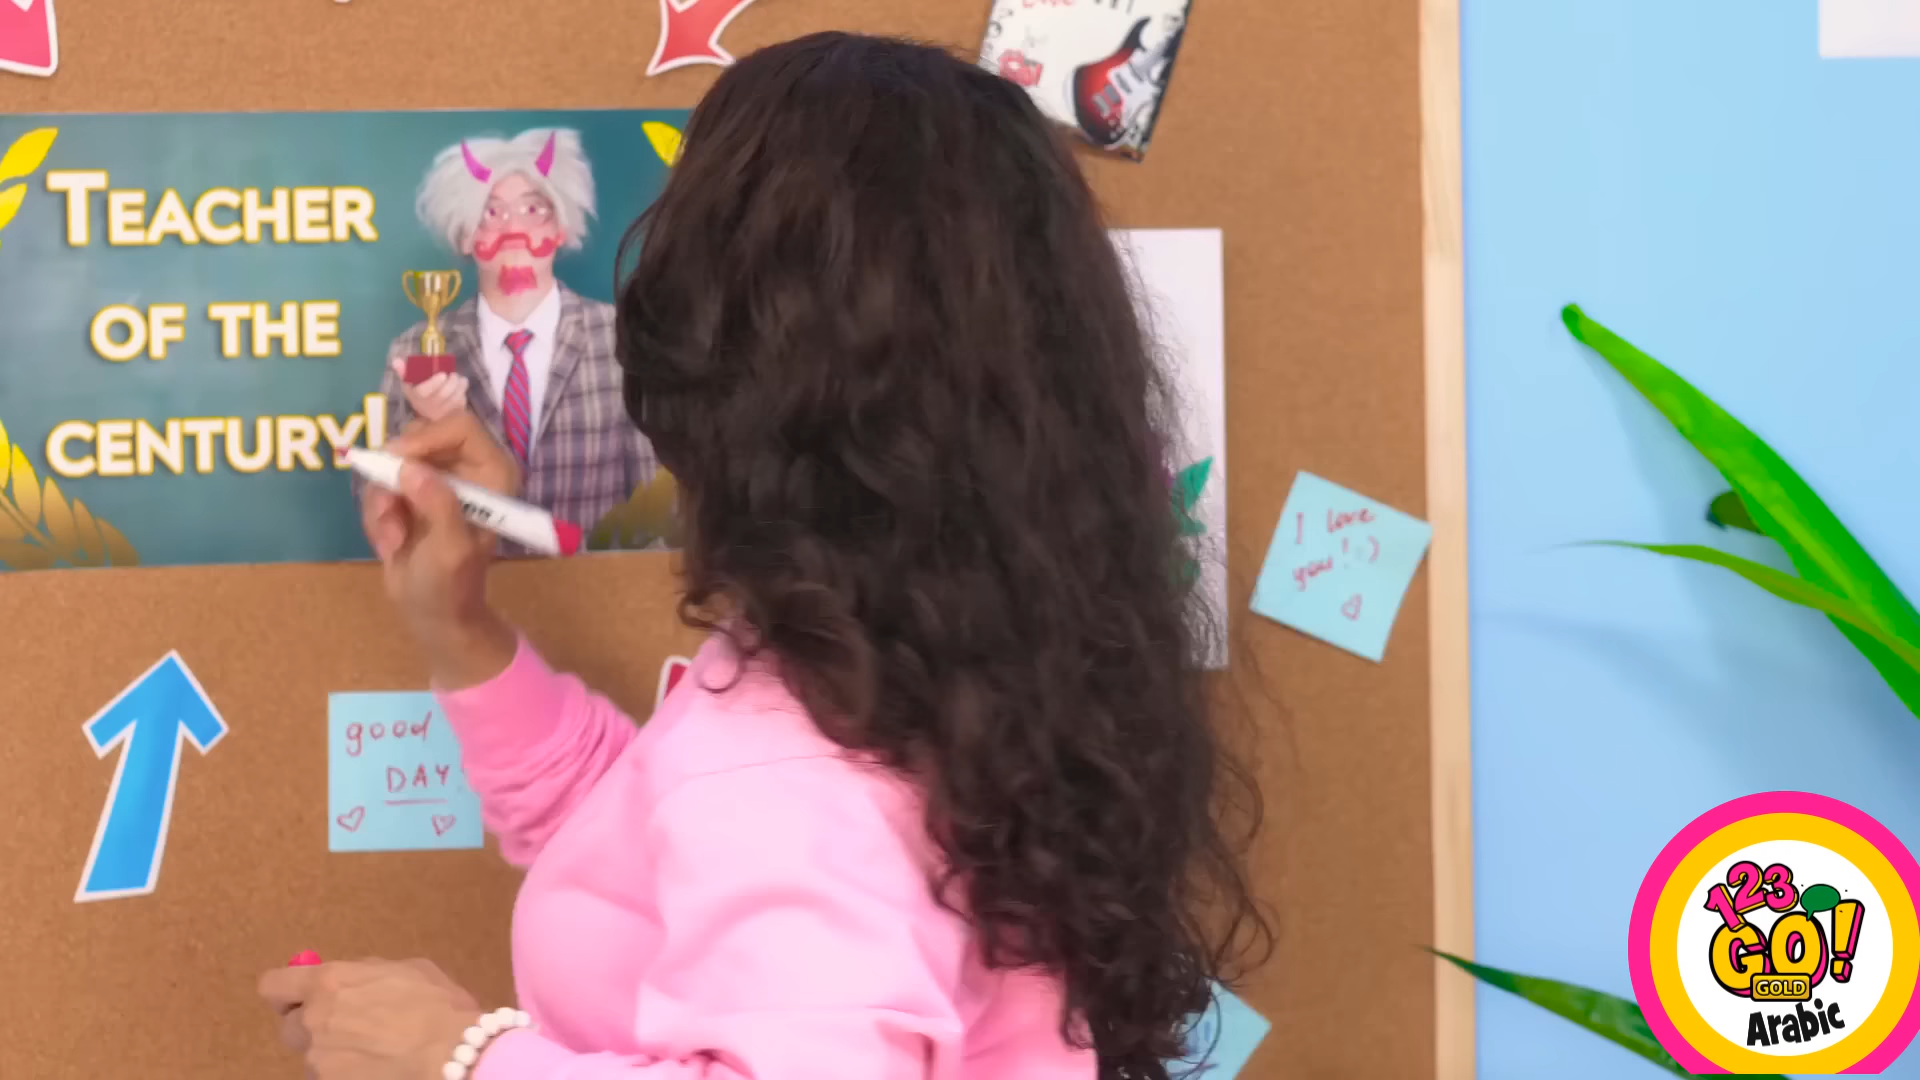 TEACHER
OF THE
CENTURY!
I love
you! :)
good
DAY
123
GO!
GOLD
Arabic